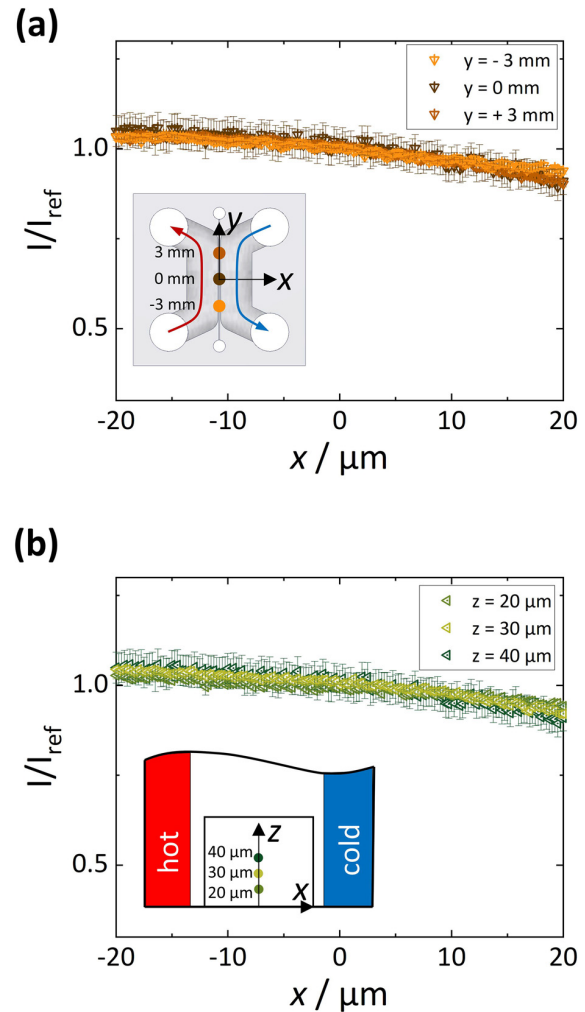 (a)
y = - 3 mm
y = 0 mm
y = + 3 mm
I/I_ref
1.0
0.5
y
x
3 mm
0 mm
-3 mm
-20 -10 0 10 20
x / μm
(b)
z = 20 μm
z = 30 μm
z = 40 μm
I/I_ref
1.0
0.5
hot
cold
z
x
40 μm
30 μm
20 μm
-20 -10 0 10 20
x / μm